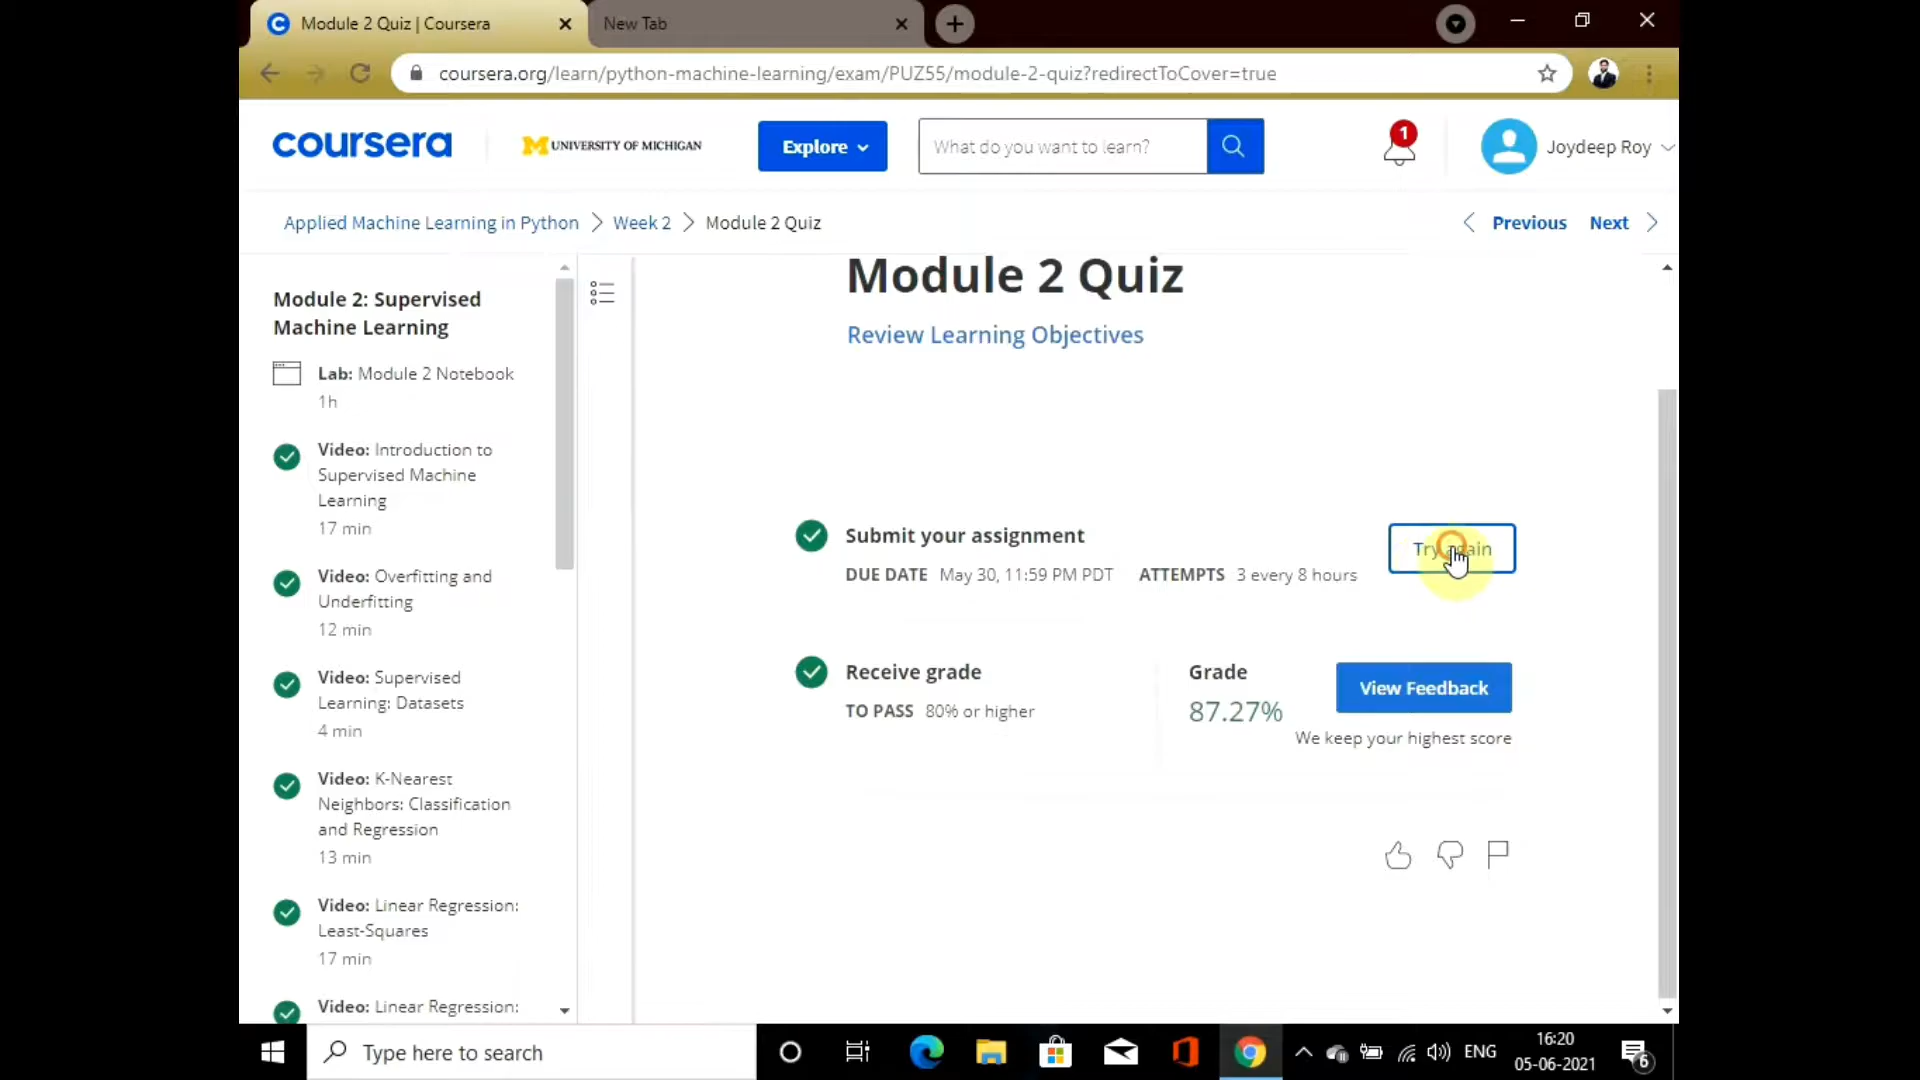 Module 2 Quiz | Coursera
New Tab
coursera.org/learn/python-machine-learning/exam/PUZ55/module-2-quiz?redirectToCover=true
coursera
M UNIVERSITY OF MICHIGAN
Explore
What do you want to learn?
1
Joydeep Roy
Applied Machine Learning in Python
Week 2
Module 2 Quiz
Previous
Next
Module 2: Supervised
Machine Learning
Lab: Module 2 Notebook
1h
Video: Introduction to
Supervised Machine
Learning
17 min
Video: Overfitting and
Underfitting
12 min
Video: Supervised
Learning: Datasets
4 min
Video: K-Nearest
Neighbors: Classification
and Regression
13 min
Video: Linear Regression:
Least-Squares
17 min
Video: Linear Regression:
Module 2 Quiz
Review Learning Objectives
Submit your assignment
DUE DATE May 30, 11:59 PM PDT ATTEMPTS 3 every 8 hours
Try again
Receive grade
TO PASS 80% or higher
Grade
87.27%
View Feedback
We keep your highest score
Type here to search
ENG
16:20
05-06-2021
6